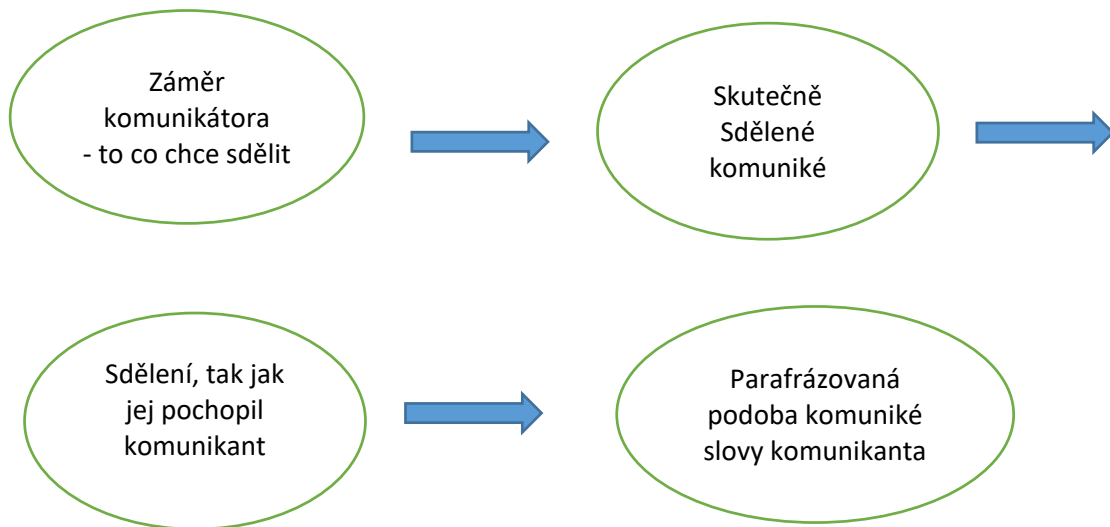 Záměr
komunikátora
- to co chce sdělit
Skutečně
Sdělené
komuniké
Sdělení, tak jak
jej pochopil
komunikant
Parafrázovaná
podoba komuniké
slovy komunikanta